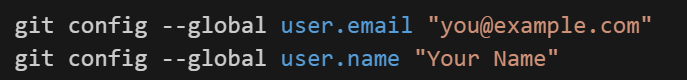 git config --global user.email "you@example.com"
git config --global user.name "Your Name"